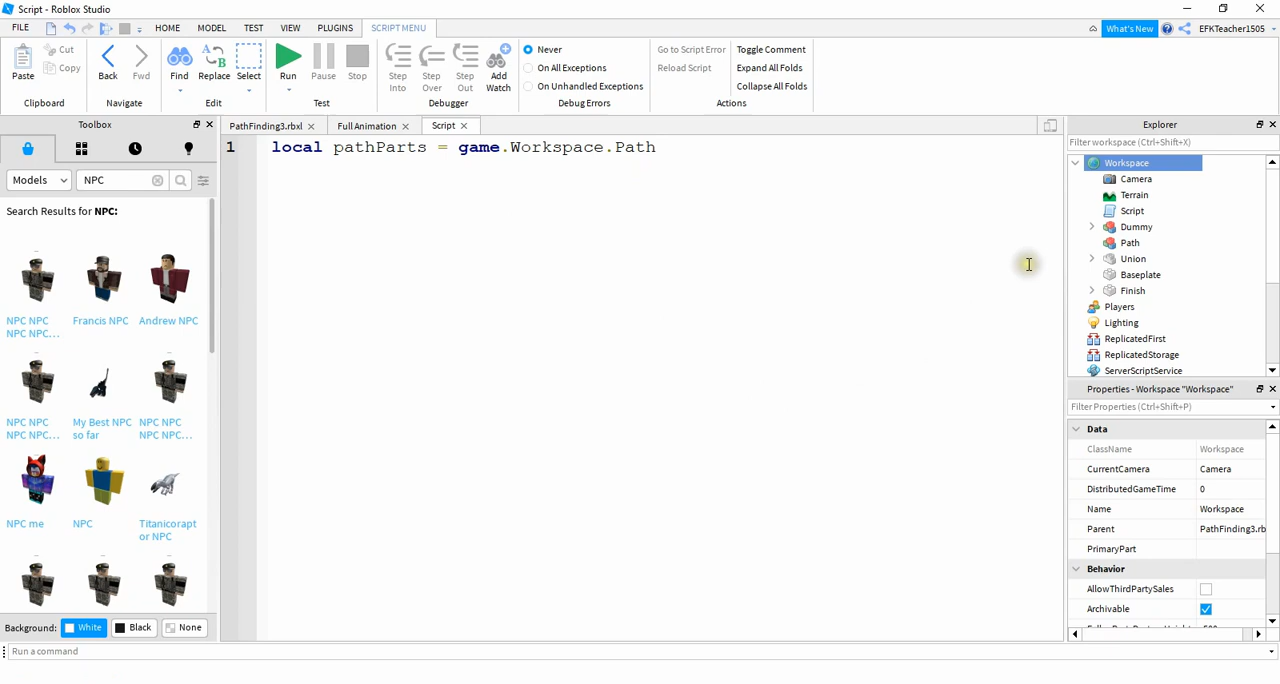 Script - Roblox Studio
FILE HOME MODEL TEST VIEW PLUGINS SCRIPT MENU What's New EFKTeacher1505
Paste Cut Copy Back Fwd Find Replace Select Run Pause Stop Step Into Step Over Step Out Add Watch
Never
On All Exceptions
On Unhandled Exceptions
Go to Script Error
Reload Script
Toggle Comment
Expand All Folds
Collapse All Folds
Clipboard Navigate Edit Test Debugger Debug Errors Actions
Toolbox
Models NPC
Search Results for NPC:
NPC NPC NPC NPC...
Francis NPC
Andrew NPC
NPC NPC NPC NPC...
My Best NPC so far
NPC NPC NPC NPC...
NPC me
NPC
Titanicorapt or NPC
Background: White Black None
PathFinding3.rbxl Full Animation Script
1 local pathParts = game.Workspace.Path
Explorer
Filter workspace (Ctrl+Shift+X)
Workspace
Camera
Terrain
Script
Dummy
Path
Union
Baseplate
Finish
Players
Lighting
ReplicatedFirst
ReplicatedStorage
ServerScriptService
Properties - Workspace "Workspace"
Filter Properties (Ctrl+Shift+P)
Data
ClassName Workspace
CurrentCamera Camera
DistributedGameTime 0
Name Workspace
Parent PathFinding3.rb
PrimaryPart
Behavior
AllowThirdPartySales
Archivable
Run a command